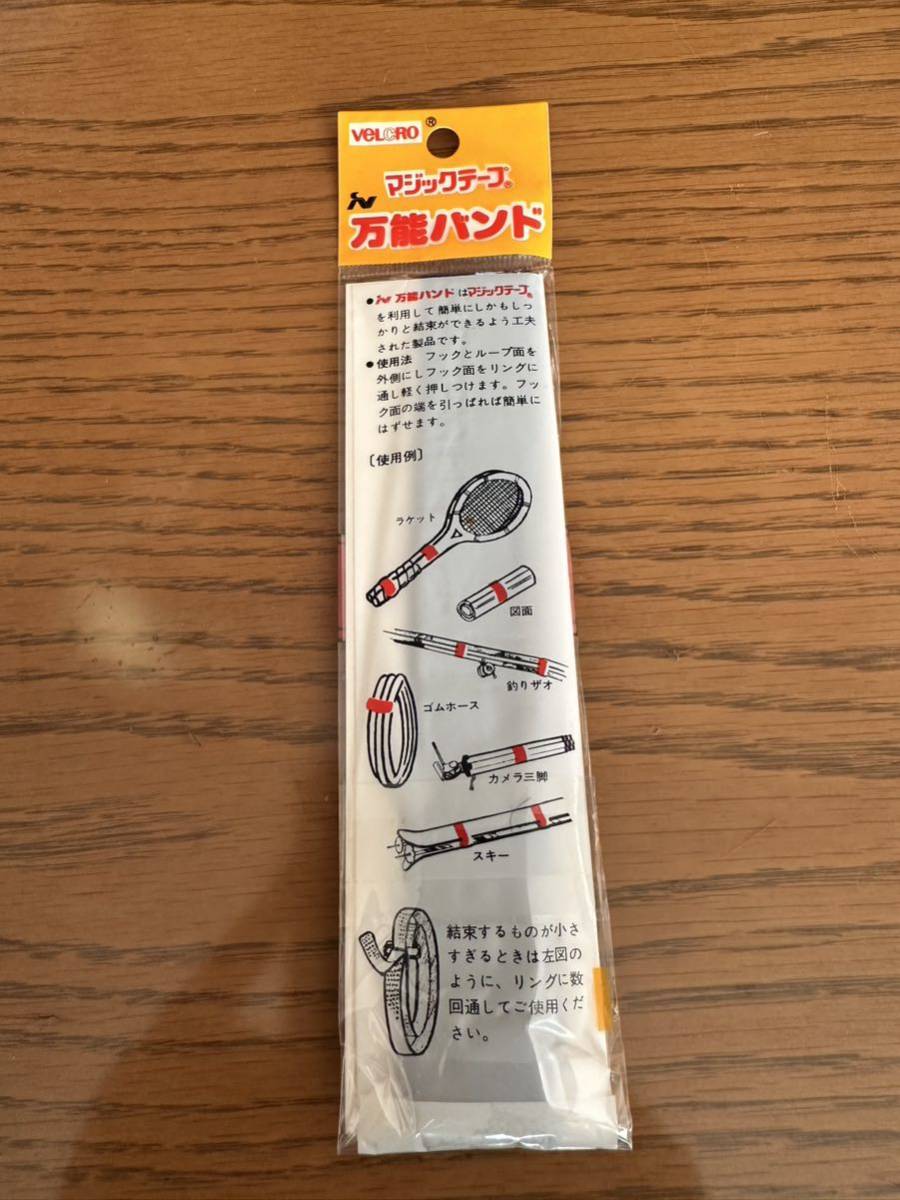 VELCRO®
マジックテープ®
万能バンド
●万能バンドはマジックテープ®
を利用して簡単にしかもしっ
かりと結束ができるよう工夫
された製品です。
●使用法 フックとループ面を
外側にしフック面をリングに
通し軽く押しつけます。フッ
ク面の端を引っぱれば簡単に
はずせます。
〔使用例〕
ラケット
図面
釣りザオ
ゴムホース
カメラ三脚
スキー
結束するものが小さ
すぎるときは左図の
ように、リングに数
回通してご使用くだ
さい。